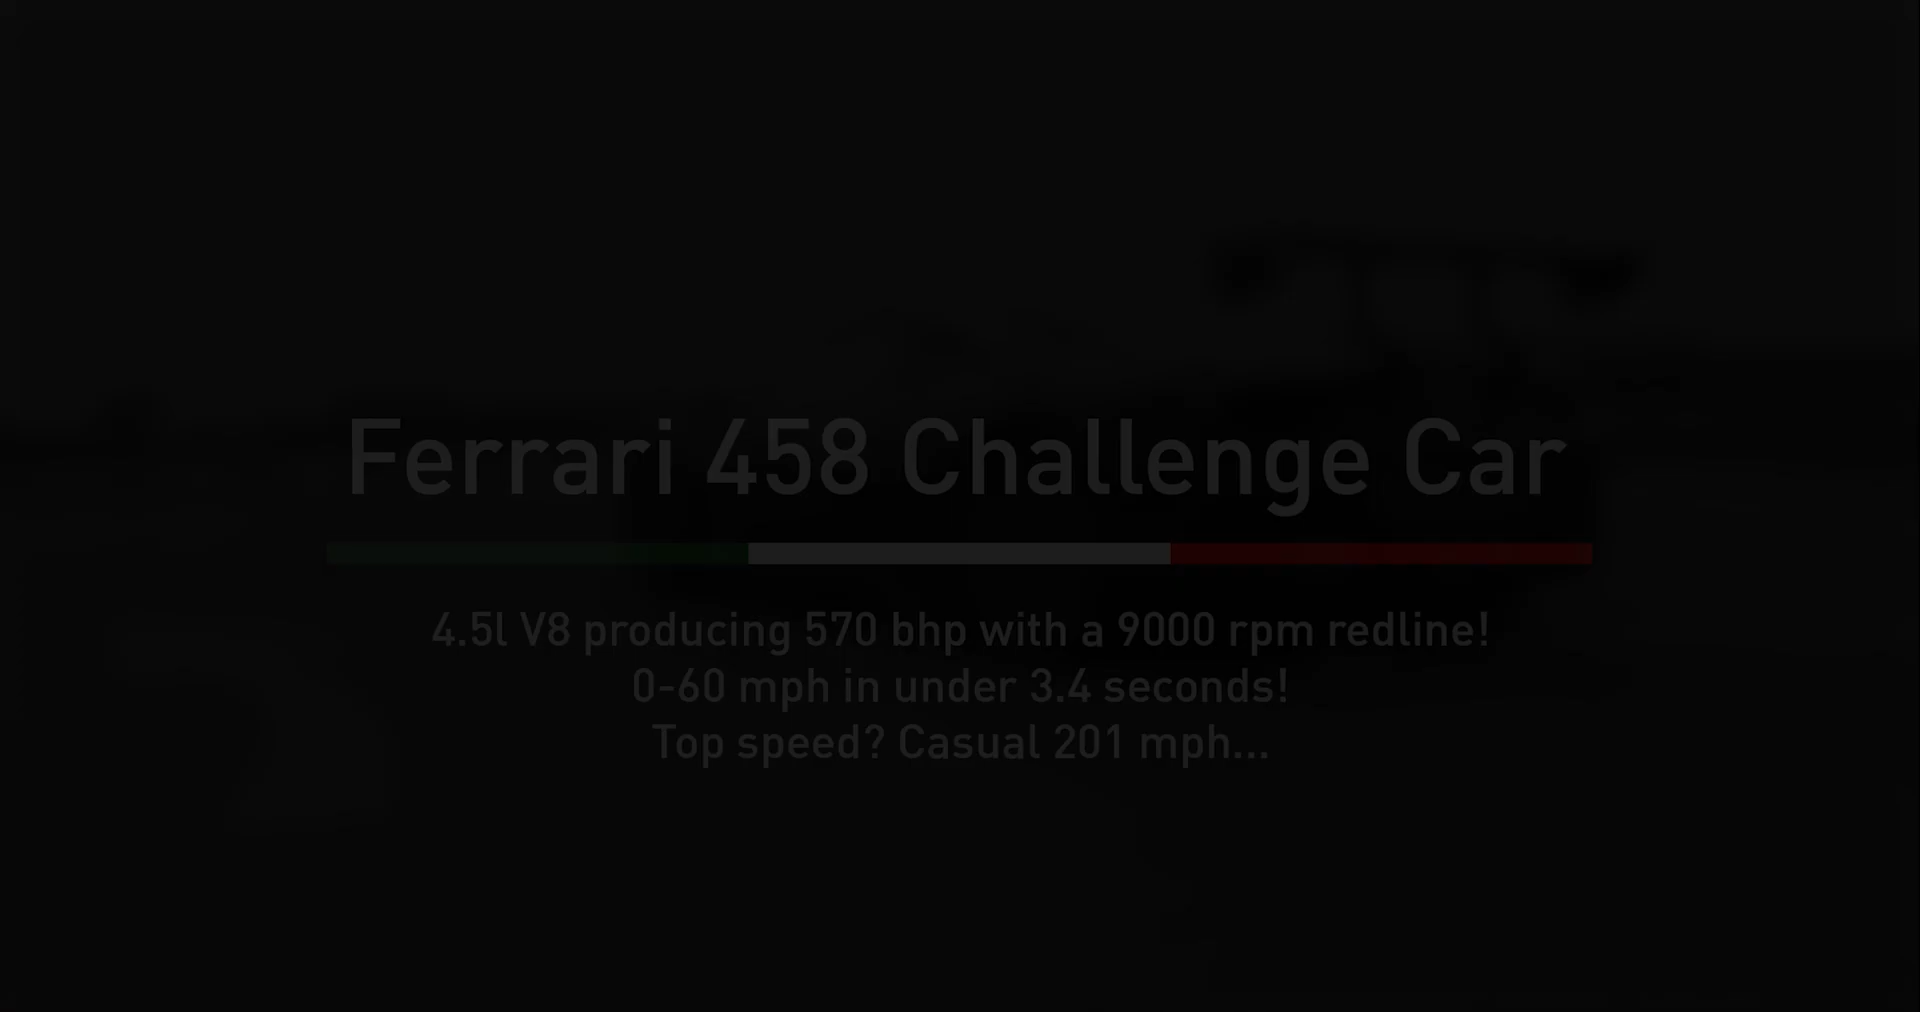 Ferrari 458 Challenge Car
4.5l V8 producing 570 bhp with a 9000 rpm redline!
0-60 mph in under 3.4 seconds!
Top speed? Casual 201 mph...